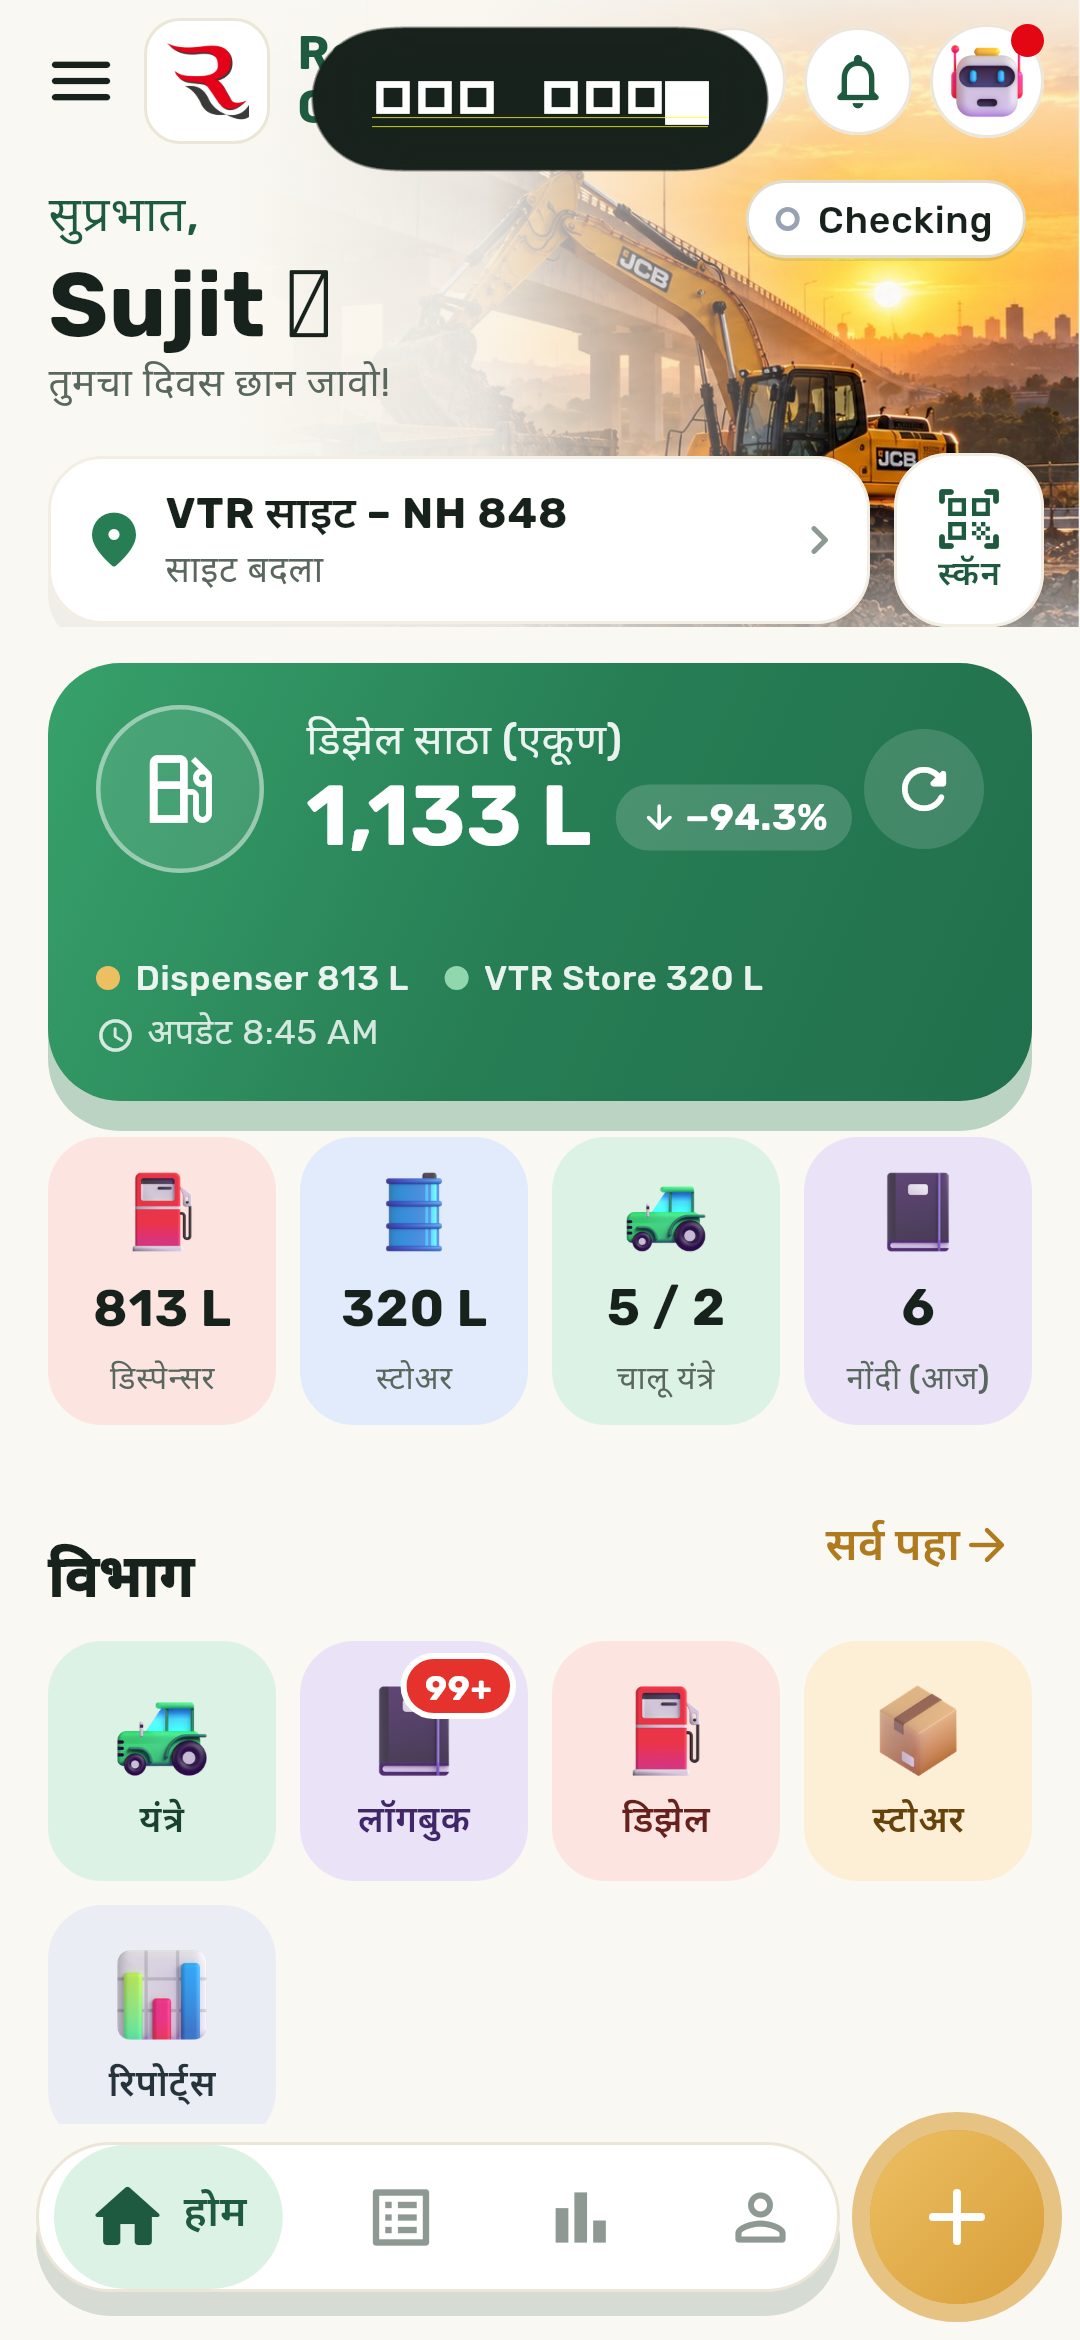 Checking
सुप्रभात,
Sujit
तुमचा दिवस छान जावो!
JCB
JCB
VTR साइट – NH 848
साइट बदला
स्कॅन
डिझेल साठा (एकूण)
1,133 L
–94.3%
Dispenser 813 L
VTR Store 320 L
अपडेट 8:45 AM
813 L
डिस्पेन्सर
320 L
स्टोअर
5 / 2
चालू यंत्रे
6
नोंदी (आज)
विभाग
सर्व पहा
यंत्रे
99+
लॉगबुक
डिझेल
स्टोअर
रिपोर्ट्स
होम